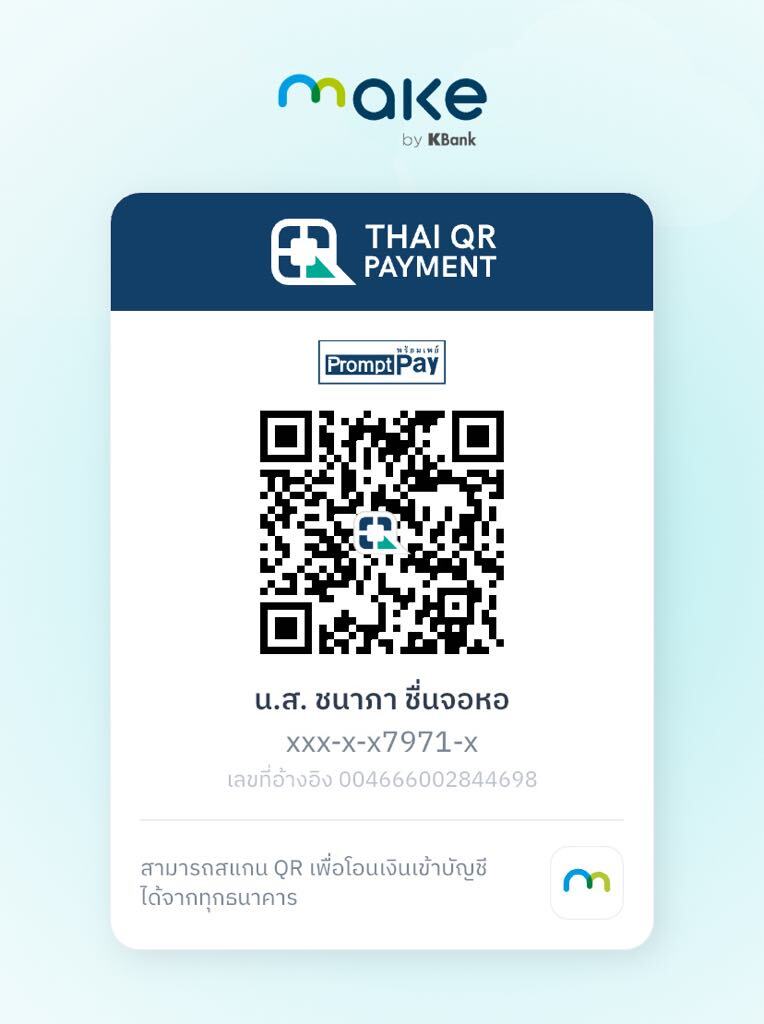 make
by KBank
THAI QR
PAYMENT
พร้อมเพย์
PromptPay
น.ส. ชนาภา ชื่นจอหอ
xxx-x-x7971-x
เลขที่อ้างอิง 004666002844698
สามารถสแกน QR เพื่อโอนเงินเข้าบัญชี
ได้จากทุกธนาคาร